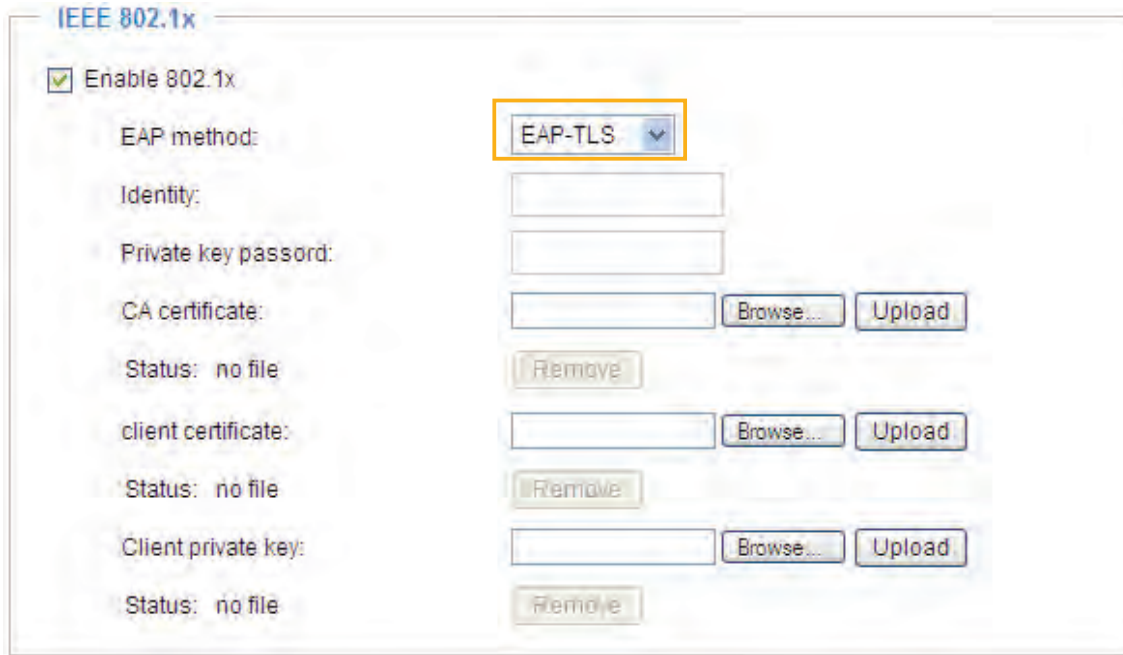 IEEE 802.1x
Enable 802.1x
EAP method: EAP-TLS
Identity:
Private key passord:
CA certificate: Browse... Upload
Status: no file Remove
client certificate: Browse... Upload
Status: no file Remove
Client private key: Browse... Upload
Status: no file Remove